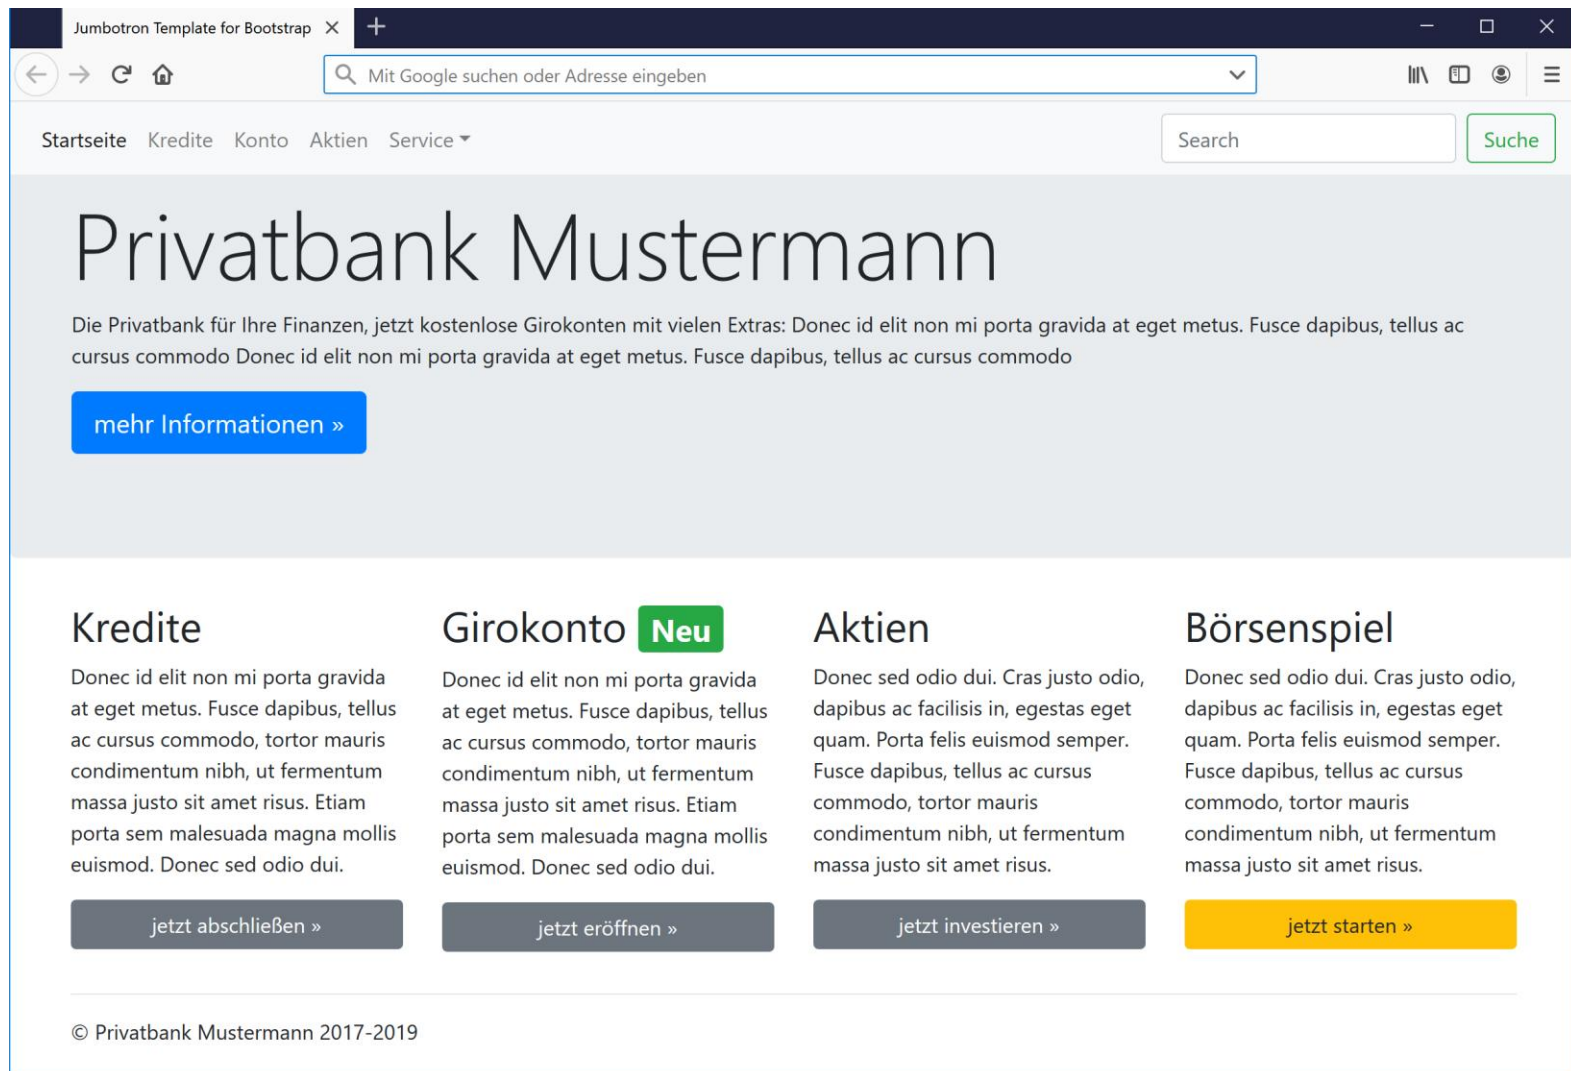 Jumbotron Template for Bootstrap
Mit Google suchen oder Adresse eingeben
Startseite Kredite Konto Aktien Service Search Suche
Privatbank Mustermann
Die Privatbank für Ihre Finanzen, jetzt kostenlose Girokonten mit vielen Extras: Donec id elit non mi porta gravida at eget metus. Fusce dapibus, tellus ac
cursus commodo Donec id elit non mi porta gravida at eget metus. Fusce dapibus, tellus ac cursus commodo
mehr Informationen »
Kredite
Donec id elit non mi porta gravida
at eget metus. Fusce dapibus, tellus
ac cursus commodo, tortor mauris
condimentum nibh, ut fermentum
massa justo sit amet risus. Etiam
porta sem malesuada magna mollis
euismod. Donec sed odio dui.
jetzt abschließen »
Girokonto Neu
Donec id elit non mi porta gravida
at eget metus. Fusce dapibus, tellus
ac cursus commodo, tortor mauris
condimentum nibh, ut fermentum
massa justo sit amet risus. Etiam
porta sem malesuada magna mollis
euismod. Donec sed odio dui.
jetzt eröffnen »
Aktien
Donec sed odio dui. Cras justo odio,
dapibus ac facilisis in, egestas eget
quam. Porta felis euismod semper.
Fusce dapibus, tellus ac cursus
commodo, tortor mauris
condimentum nibh, ut fermentum
massa justo sit amet risus.
jetzt investieren »
Börsenspiel
Donec sed odio dui. Cras justo odio,
dapibus ac facilisis in, egestas eget
quam. Porta felis euismod semper.
Fusce dapibus, tellus ac cursus
commodo, tortor mauris
condimentum nibh, ut fermentum
massa justo sit amet risus.
jetzt starten »
© Privatbank Mustermann 2017-2019